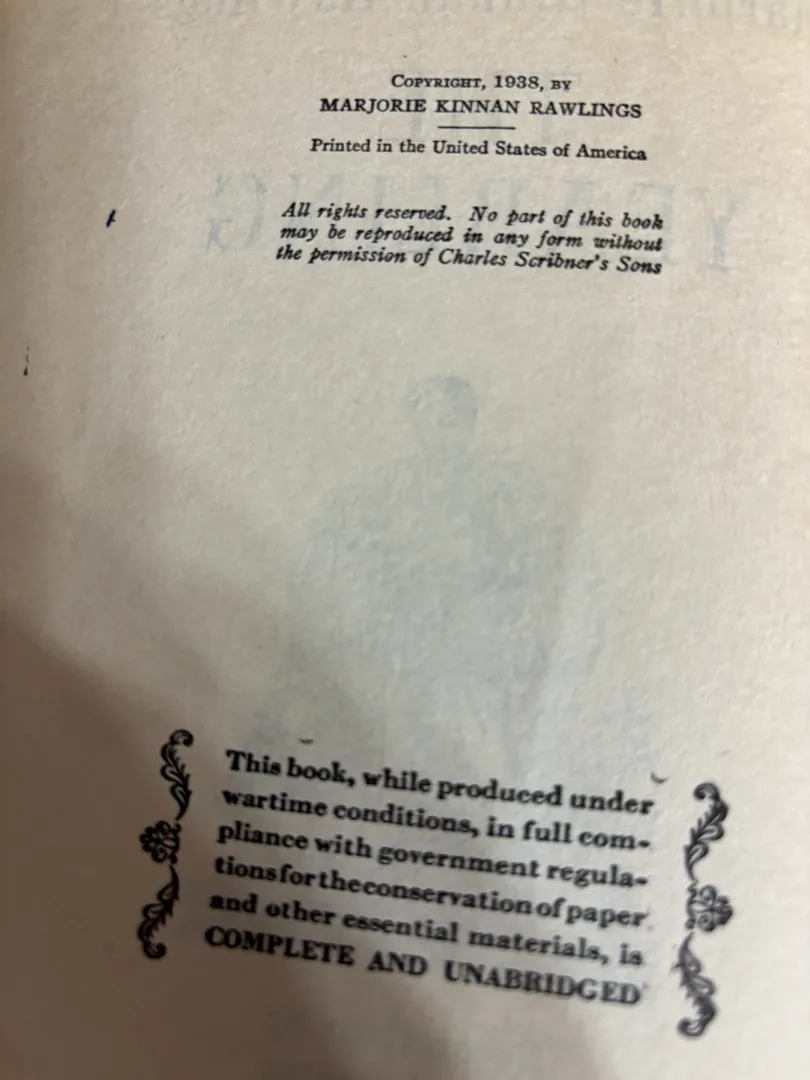 COPYRIGHT, 1938, BY
MARJORIE KINNAN RAWLINGS
Printed in the United States of America
All rights reserved. No part of this book
may be reproduced in any form without
the permission of Charles Scribner's Sons
This book, while produced under
wartime conditions, in full com-
pliance with government regula-
tions for the conservation of paper
and other essential materials, is
COMPLETE AND UNABRIDGED